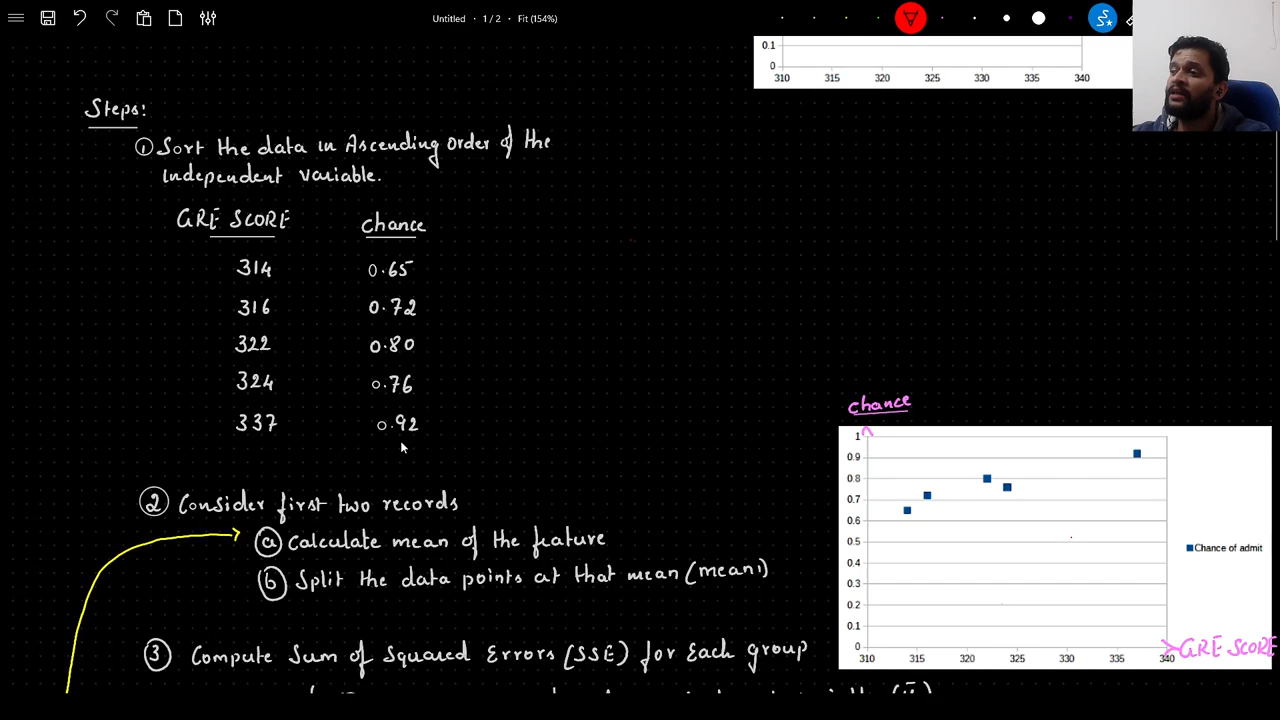 Untitled • 1 / 2 • Fit (154%)
0.1
0
310 315 320 325 330 335 340
Steps:
① Sort the data in Ascending Order of the
independent variable.
GRE SCORE chance
314 0.65
316 0.72
322 0.80
324 0.76
337 0.92
② Consider first two records
ⓐ Calculate mean of the feature
ⓑ Split the data points at that mean (mean1)
③ Compute Sum of Squared Errors (SSE) for Each group
chance
1
0.9
0.8
0.7
0.6
0.5
0.4
0.3
0.2
0.1
0
310 315 320 325 330 335 340
Chance of admit
GRE SCORE